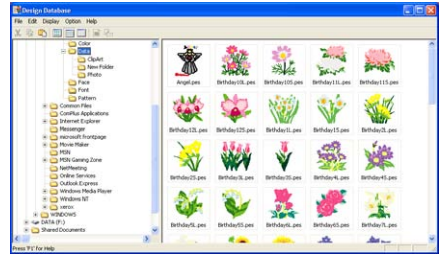 Design Database
File Edit Display Option Help
Color
Data
ClipArt
New Folder
Photo
Face
Font
Pattern
Common Files
ComPlus Applications
Internet Explorer
Messenger
microsoft frontpage
Movie Maker
MSN
MSN Gaming Zone
NetMeeting
Online Services
Outlook Express
Windows Media Player
Windows NT
xerox
WINDOWS
DATA (F:)
Shared Documents
Angel.pes Birthday10L.pes Birthday10S.pes Birthday11L.pes Birthday11S.pes
Birthday12L.pes Birthday12S.pes Birthday1L.pes Birthday1S.pes Birthday2L.pes
Birthday2S.pes Birthday3L.pes Birthday3S.pes Birthday4L.pes Birthday4S.pes
Birthday5L.pes Birthday5S.pes Birthday6L.pes Birthday6S.pes Birthday7L.pes
Press 'F1' for Help